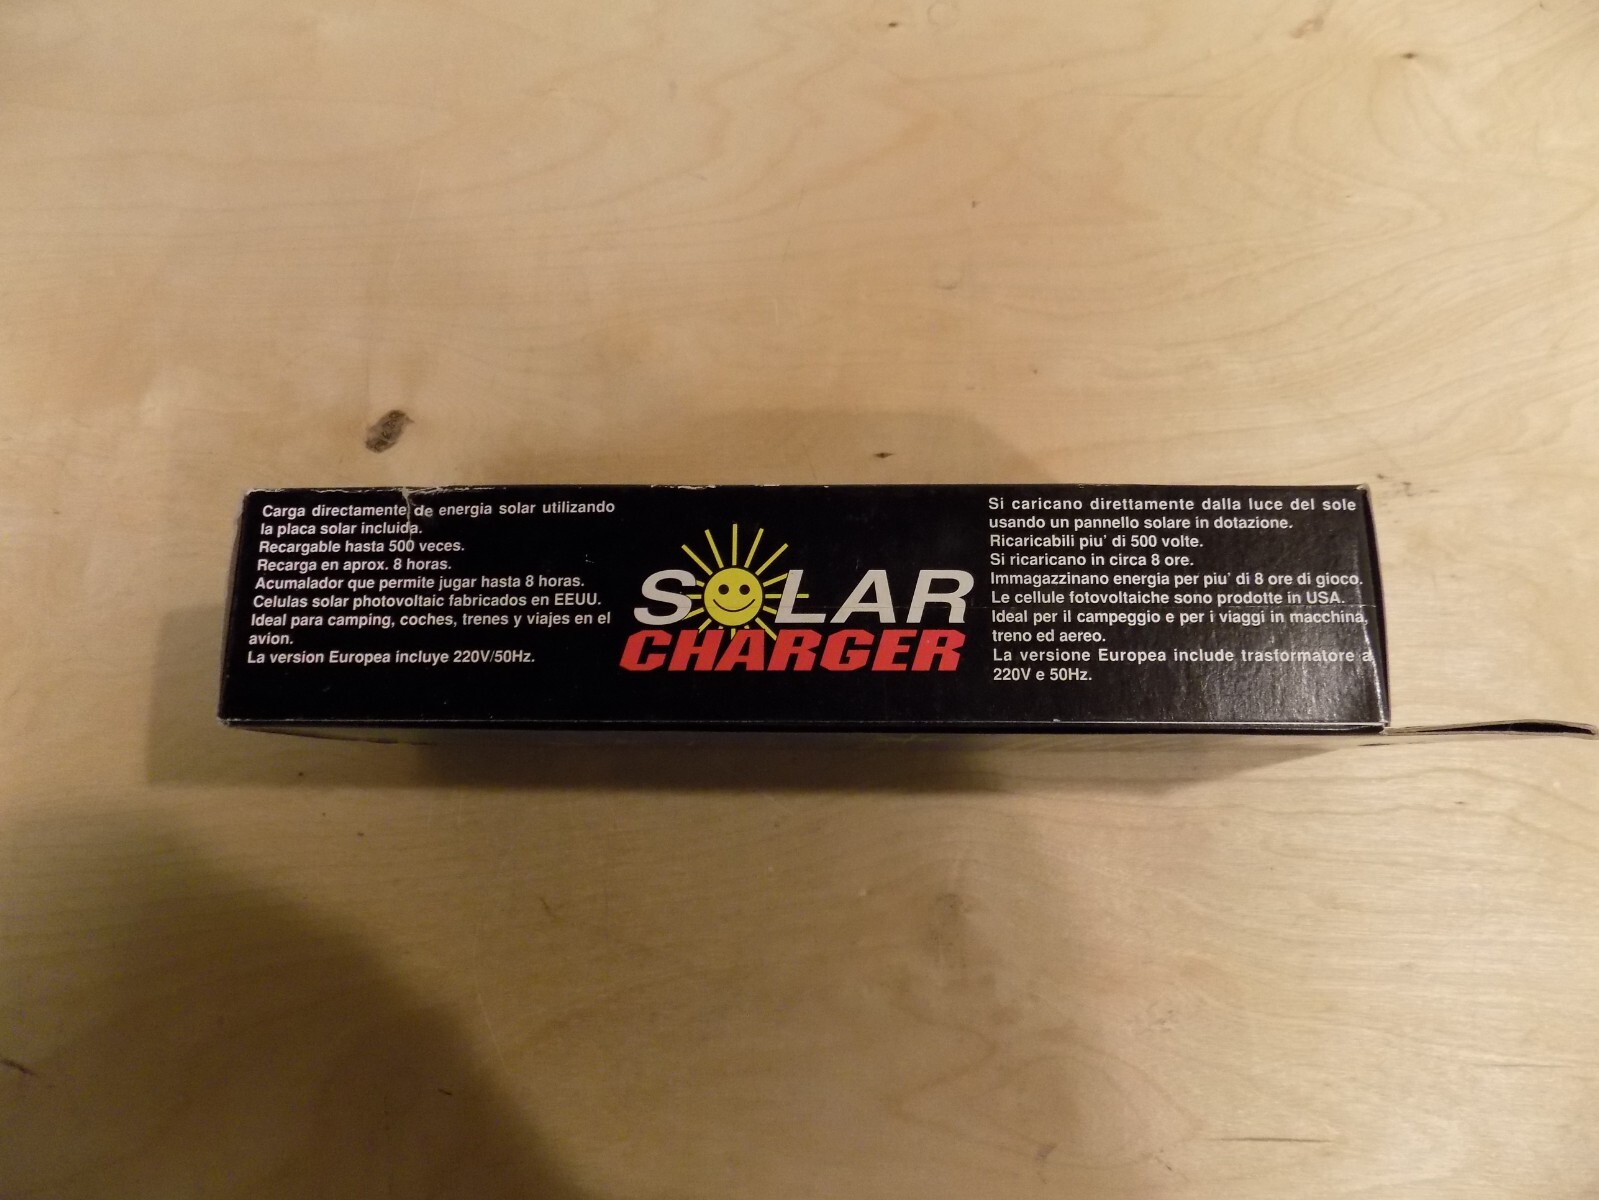 Carga directamente de energia solar utilizando
la placa solar incluida.
Recargable hasta 500 veces.
Recarga en aprox. 8 horas.
Acumalador que permite jugar hasta 8 horas.
Celulas solar photovoltaic fabricados en EEUU.
Ideal para camping, coches, trenes y viajes en el
avion.
La version Europea incluye 220V/50Hz.
SOLAR
CHARGER
Si caricano direttamente dalla luce del sole
usando un pannello solare in dotazione.
Ricaricabili piu' di 500 volte.
Si ricaricano in circa 8 ore.
Immagazzinano energia per piu' di 8 ore di gioco.
Le cellule fotovoltaiche sono prodotte in USA.
Ideal per il campeggio e per i viaggi in macchina,
treno ed aereo.
La versione Europea include trasformatore a
220V e 50Hz.